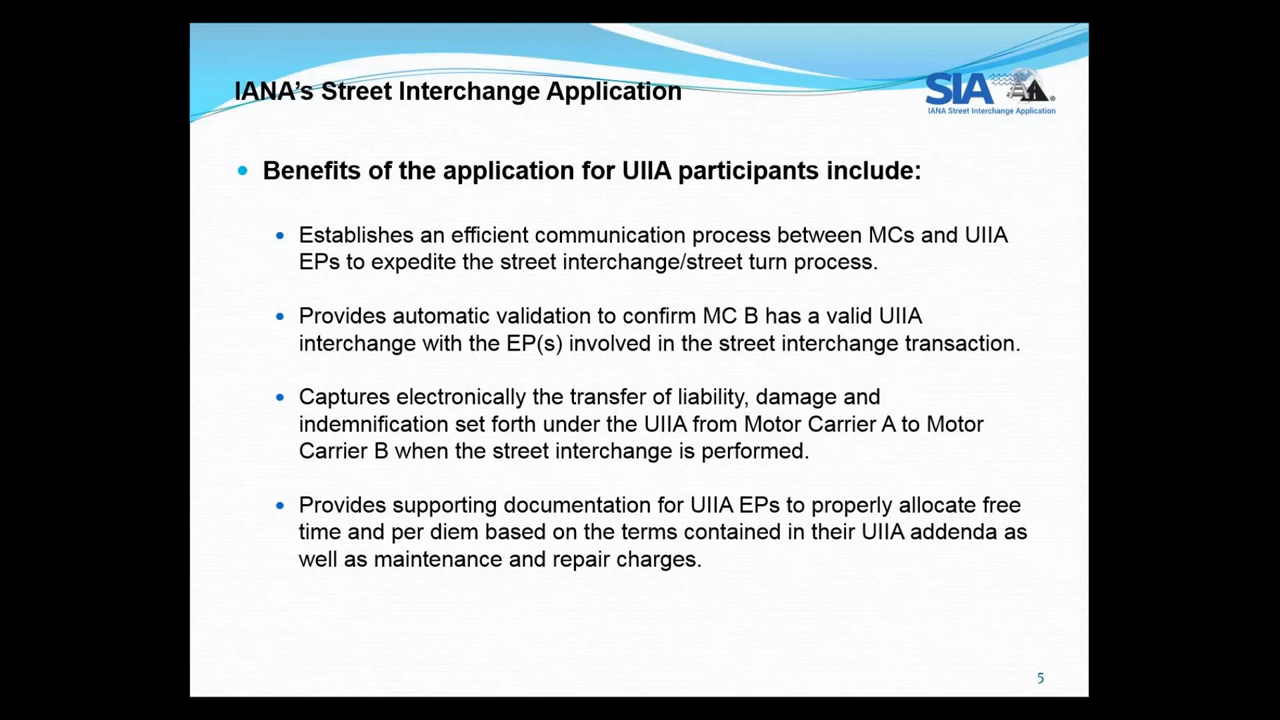 IANA's Street Interchange Application
SIA
IANA Street Interchange Application
• Benefits of the application for UIIA participants include:
• Establishes an efficient communication process between MCs and UIIA
EPs to expedite the street interchange/street turn process.
• Provides automatic validation to confirm MC B has a valid UIIA
interchange with the EP(s) involved in the street interchange transaction.
• Captures electronically the transfer of liability, damage and
indemnification set forth under the UIIA from Motor Carrier A to Motor
Carrier B when the street interchange is performed.
• Provides supporting documentation for UIIA EPs to properly allocate free
time and per diem based on the terms contained in their UIIA addenda as
well as maintenance and repair charges.
5